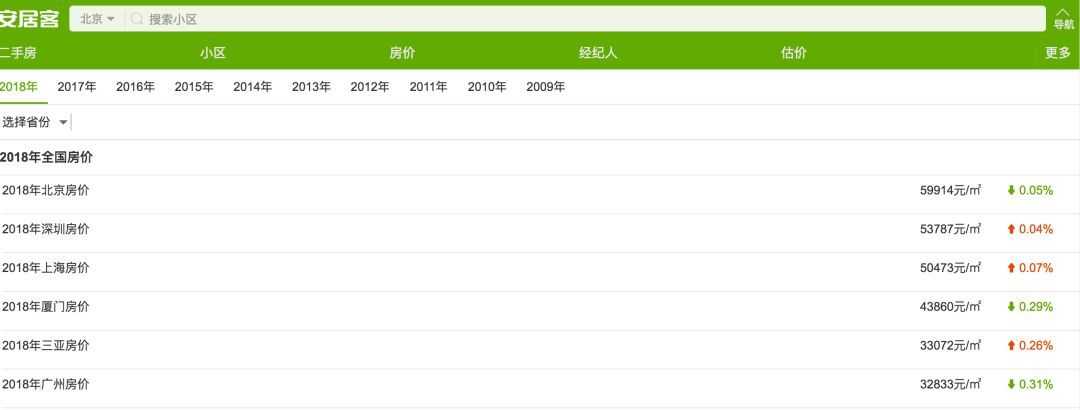 安居客 北京 搜索小区 导航
二手房 小区 房价 经纪人 估价 更多
2018年 2017年 2016年 2015年 2014年 2013年 2012年 2011年 2010年 2009年
选择省份
2018年全国房价
2018年北京房价 59914元/㎡ 0.05%
2018年深圳房价 53787元/㎡ 0.04%
2018年上海房价 50473元/㎡ 0.07%
2018年厦门房价 43860元/㎡ 0.29%
2018年三亚房价 33072元/㎡ 0.26%
2018年广州房价 32833元/㎡ 0.31%